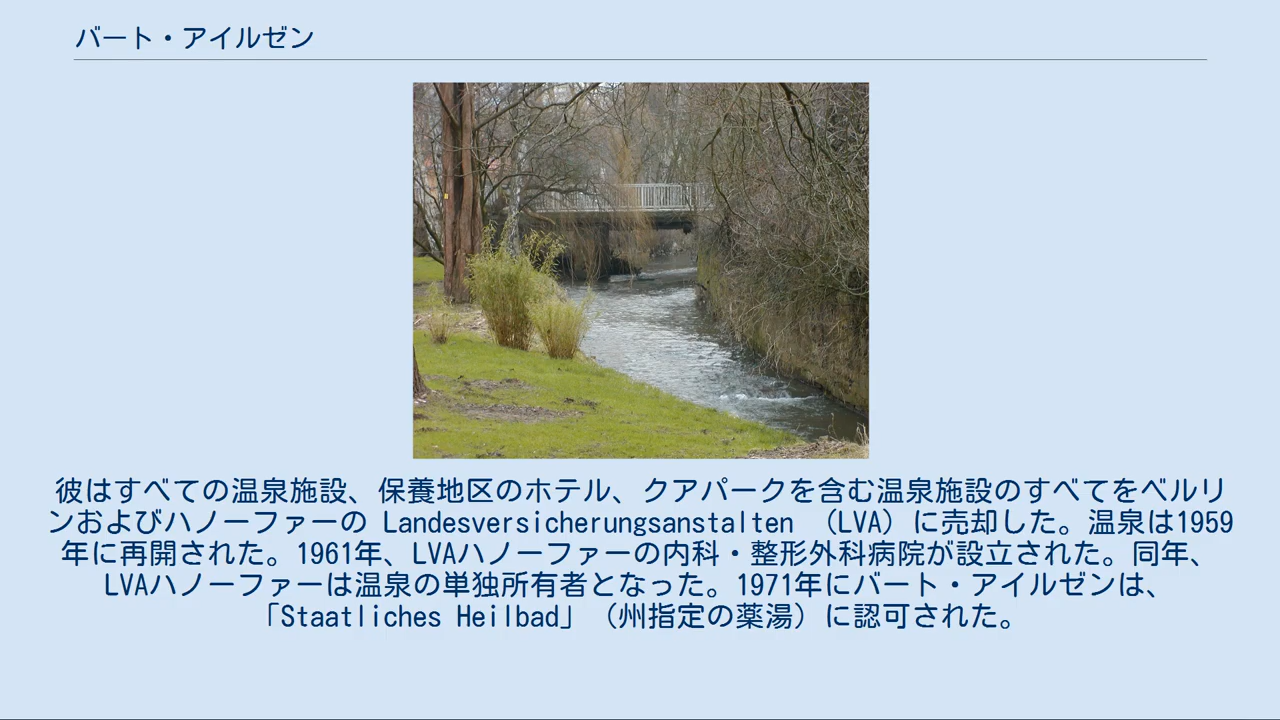 バート・アイルゼン
彼はすべての温泉施設、保養地区のホテル、クアパークを含む温泉施設のすべてをベルリ
ンおよびハノーファーの Landesversicherungsanstalten （LVA）に売却した。温泉は1959
年に再開された。1961年、LVAハノーファーの内科・整形外科病院が設立された。同年、
LVAハノーファーは温泉の単独所有者となった。1971年にバート・アイルゼンは、
「Staatliches Heilbad」（州指定の薬湯）に認可された。